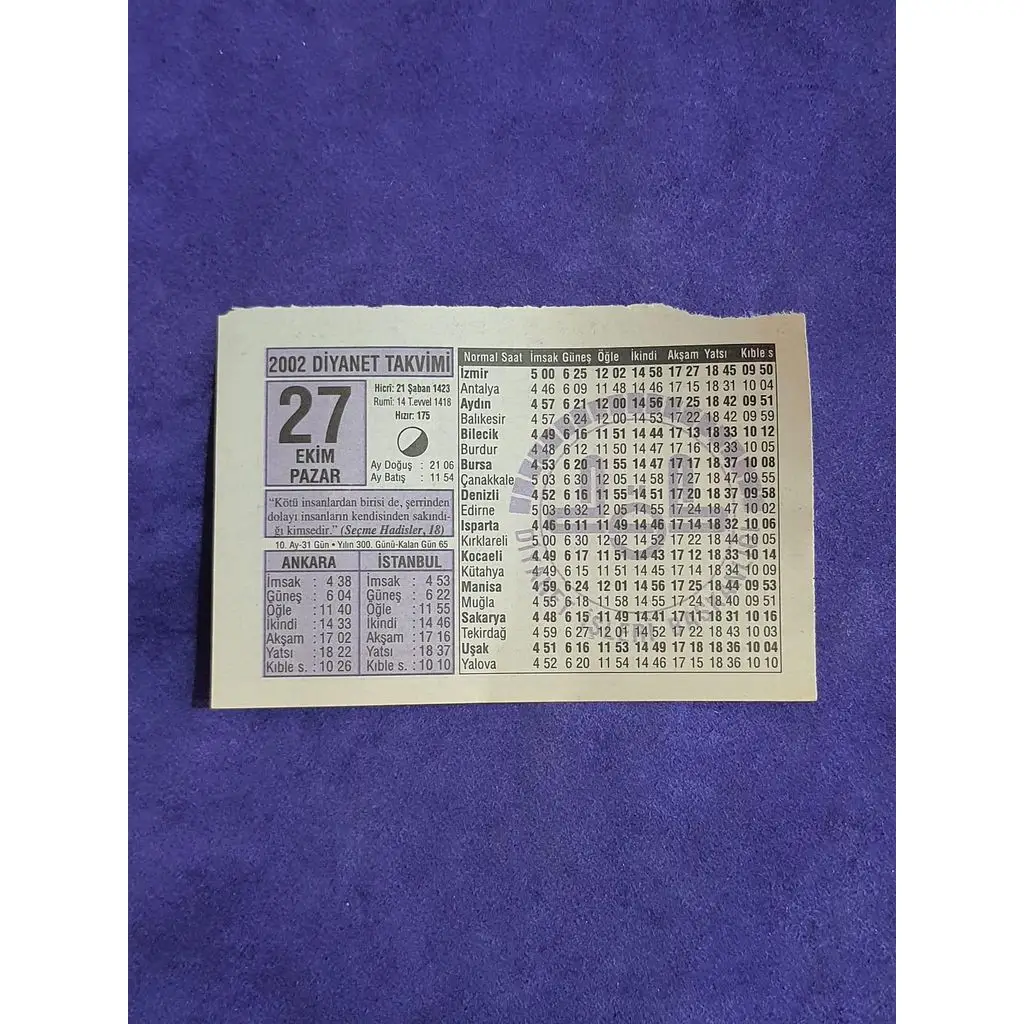 2002 DİYANET TAKVİMİ
27
EKİM
PAZAR
Hicrî: 21 Şaban 1423
Rumî: 14 T.evvel 1418
Hızır: 175
Ay Doğuş : 21 06
Ay Batış : 11 54
“Kötü insanlardan birisi de, şerrinden
dolayı insanların kendisinden sakındı-
ğı kimsedir.” (Seçme Hadisler, 18)
10. Ay-31 Gün • Yılın 300. Günü-Kalan Gün 65
ANKARA
İmsak : 4 38
Güneş : 6 04
Öğle : 11 40
İkindi : 14 33
Akşam : 17 02
Yatsı : 18 22
Kıble s. : 10 26
İSTANBUL
İmsak : 4 53
Güneş : 6 22
Öğle : 11 55
İkindi : 14 46
Akşam : 17 16
Yatsı : 18 37
Kıble s. : 10 10
Normal Saat İmsak Güneş Öğle İkindi Akşam Yatsı Kıble s
İzmir 5 00 6 25 12 02 14 58 17 27 18 45 09 50
Antalya 4 46 6 09 11 48 14 46 17 15 18 31 10 04
Aydın 4 57 6 21 12 00 14 56 17 25 18 42 09 51
Balıkesir 4 57 6 24 12 00 14 53 17 22 18 42 09 59
Bilecik 4 49 6 16 11 51 14 44 17 13 18 33 10 12
Burdur 4 48 6 12 11 50 14 47 17 16 18 33 10 05
Bursa 4 53 6 20 11 55 14 47 17 17 18 37 10 08
Çanakkale 5 03 6 30 12 05 14 58 17 27 18 47 09 55
Denizli 4 52 6 16 11 55 14 51 17 20 18 37 09 58
Edirne 5 03 6 32 12 05 14 55 17 24 18 47 10 02
Isparta 4 46 6 11 11 49 14 46 17 14 18 32 10 06
Kırklareli 5 00 6 30 12 02 14 52 17 22 18 44 10 05
Kocaeli 4 49 6 17 11 51 14 43 17 12 18 33 10 14
Kütahya 4 49 6 15 11 51 14 45 17 14 18 34 10 09
Manisa 4 59 6 24 12 01 14 56 17 25 18 44 09 53
Muğla 4 55 6 18 11 58 14 55 17 24 18 40 09 51
Sakarya 4 48 6 15 11 49 14 41 17 11 18 31 10 16
Tekirdağ 4 59 6 27 12 01 14 52 17 22 18 43 10 03
Uşak 4 51 6 16 11 53 14 49 17 18 18 36 10 04
Yalova 4 52 6 20 11 54 14 46 17 15 18 36 10 10